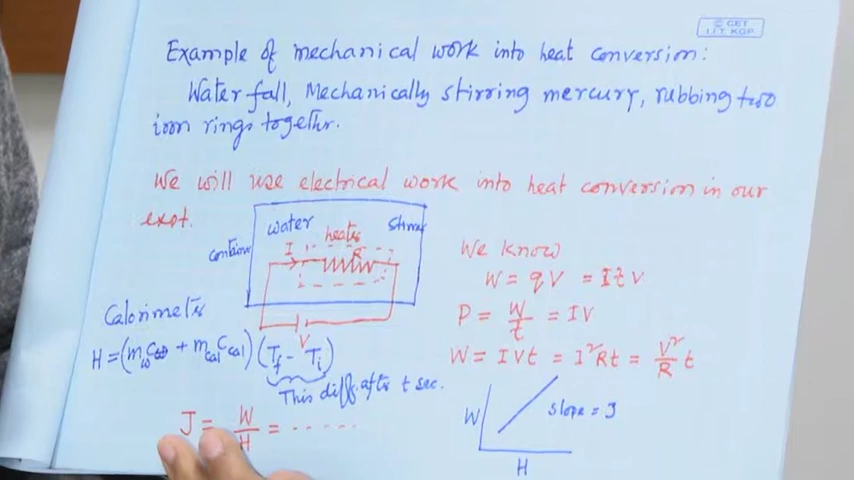 © CET
I.I.T. KGP
Example of mechanical work into heat conversion:
Water fall, Mechanically stirring mercury, rubbing two
iron rings togethr.
We will use electrical work into heat conversion in our
expt.
water
stirrer
heater
container
I
R
V
Calorimeter
H = (m_w c_w + m_cal c_cal) (T_f - T_i)
This diff. after t sec.
J = W/H = ......
We know
W = qV = ItV
P = W/t = IV
W = IVt = I²Rt = V²/R t
W
slope = J
H